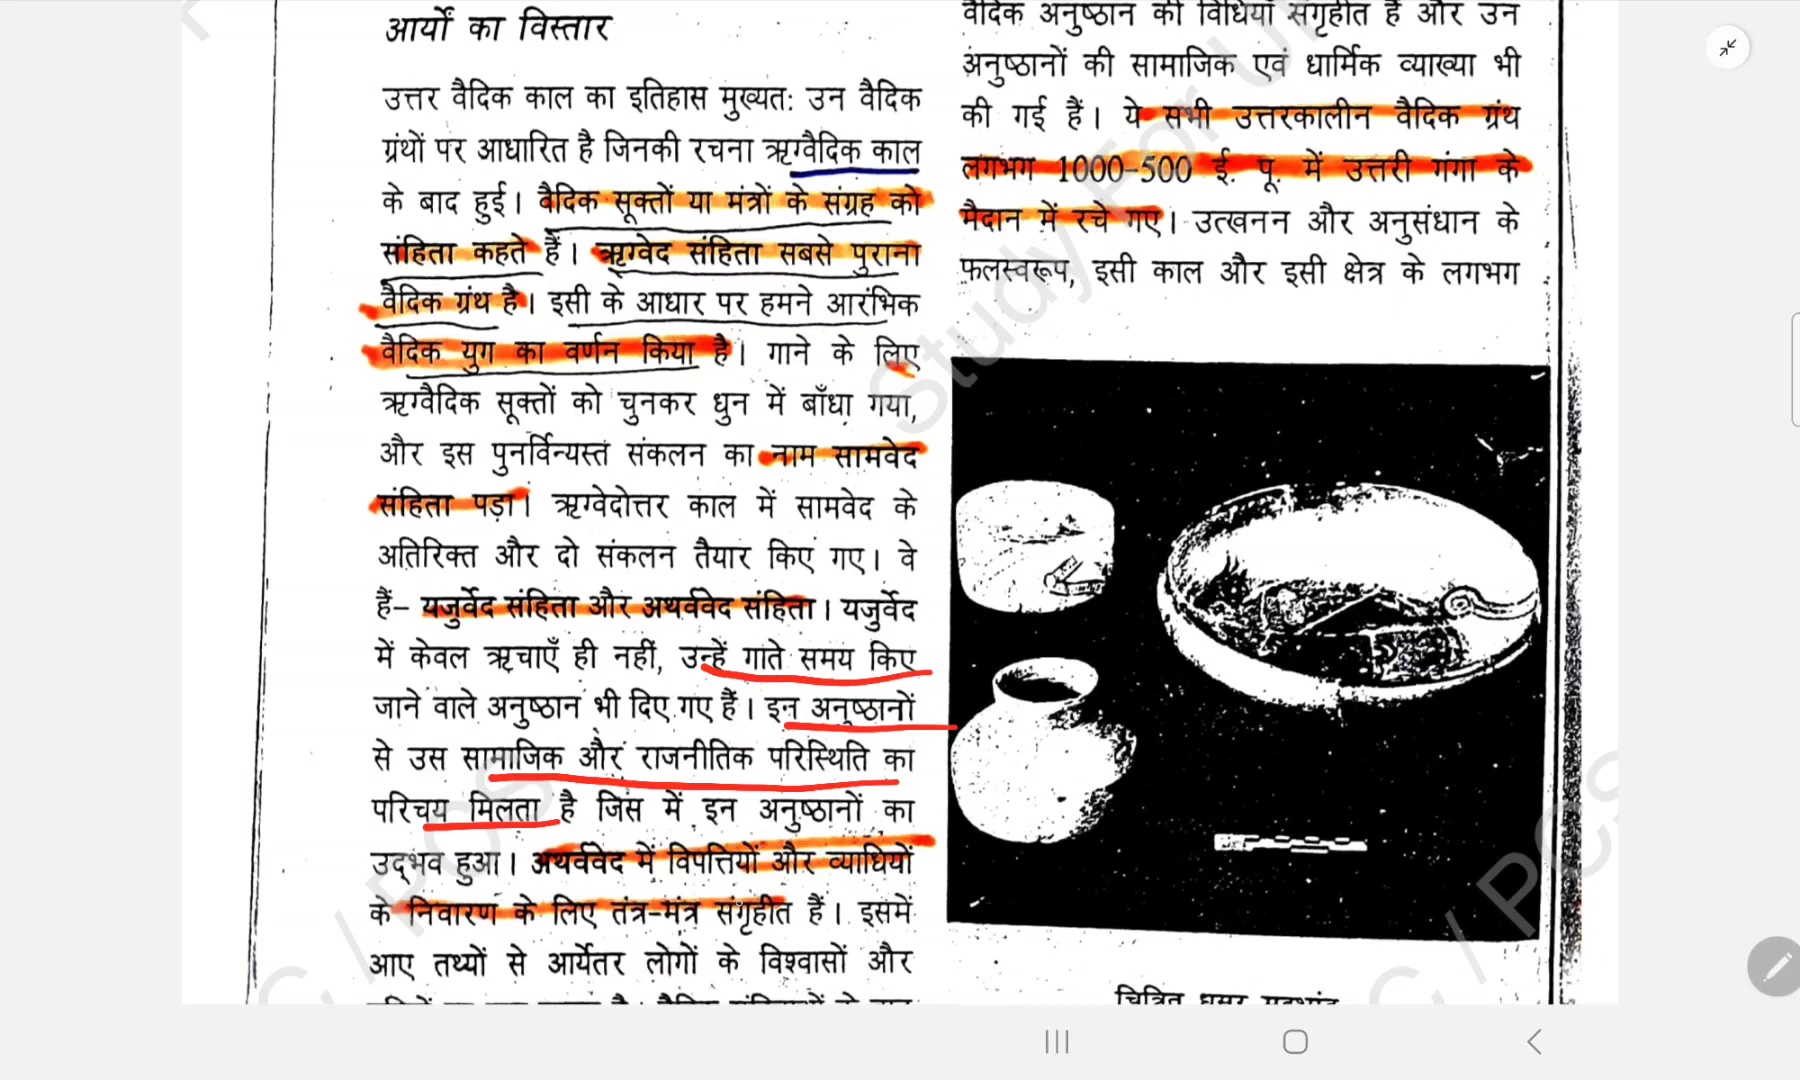 आर्यों का विस्तार
उत्तर वैदिक काल का इतिहास मुख्यत: उन वैदिक
ग्रंथों पर आधारित है जिनकी रचना ऋग्वैदिक काल
के बाद हुई। वैदिक सूक्तों या मंत्रों के संग्रह को
संहिता कहते हैं। ऋग्वेद संहिता सबसे पुराना
वैदिक ग्रंथ है। इसी के आधार पर हमने आरंभिक
वैदिक युग का वर्णन किया है। गाने के लिए
ऋग्वैदिक सूक्तों को चुनकर धुन में बाँधा गया,
और इस पुनर्विन्यस्त संकलन का नाम सामवेद
संहिता पड़ा। ऋग्वेदोत्तर काल में सामवेद के
अतिरिक्त और दो संकलन तैयार किए गए। वे
हैं– यजुर्वेद संहिता और अथर्ववेद संहिता। यजुर्वेद
में केवल ऋचाएँ ही नहीं, उन्हें गाते समय किए
जाने वाले अनुष्ठान भी दिए गए हैं। इन अनुष्ठानों
से उस सामाजिक और राजनीतिक परिस्थिति का
परिचय मिलता है जिस में इन अनुष्ठानों का
उद्भव हुआ। अथर्ववेद में विपत्तियों और व्याधियों
के निवारण के लिए तंत्र-मंत्र संगृहीत हैं। इसमें
आए तथ्यों से आर्येतर लोगों के विश्वासों और
वैदिक अनुष्ठान की विधियाँ संगृहीत हैं और उन
अनुष्ठानों की सामाजिक एवं धार्मिक व्याख्या भी
की गई हैं। ये सभी उत्तरकालीन वैदिक ग्रंथ
लगभग 1000-500 ई. पू. में उत्तरी गंगा के
मैदान में रचे गए। उत्खनन और अनुसंधान के
फलस्वरूप, इसी काल और इसी क्षेत्र के लगभग
चित्रित धूसर मृद्भांड
Study For U
/ PCS
G / PCS